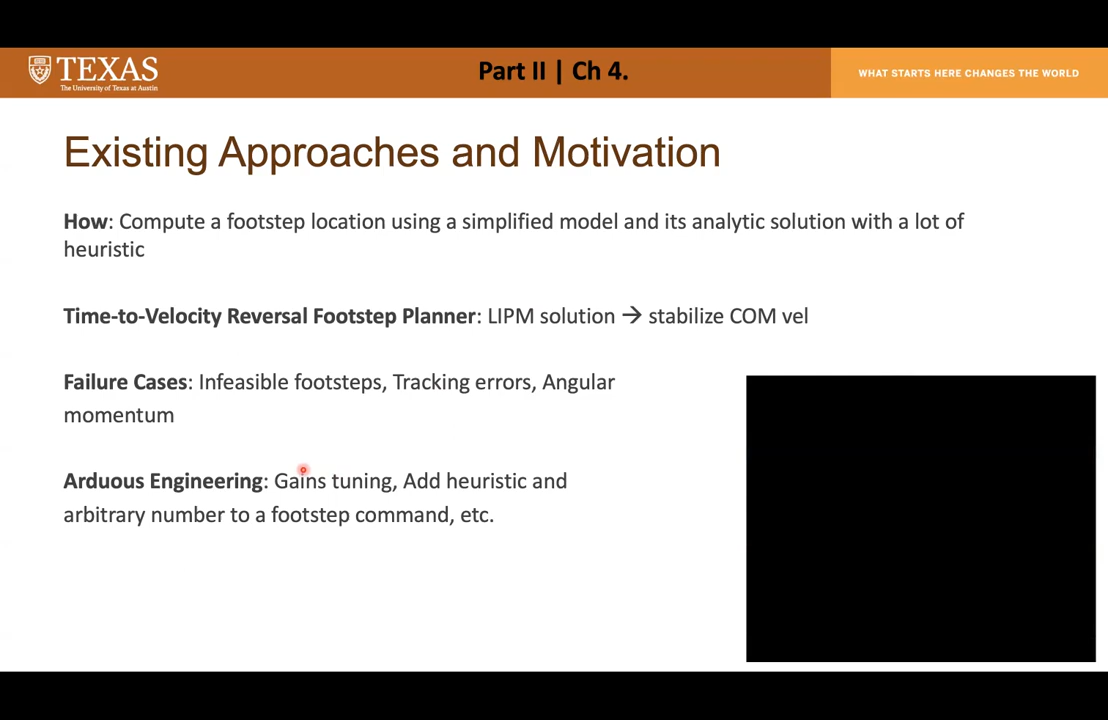 TEXAS
The University of Texas at Austin
Part II | Ch 4.
WHAT STARTS HERE CHANGES THE WORLD
Existing Approaches and Motivation
How: Compute a footstep location using a simplified model and its analytic solution with a lot of
heuristic
Time-to-Velocity Reversal Footstep Planner: LIPM solution → stabilize COM vel
Failure Cases: Infeasible footsteps, Tracking errors, Angular
momentum
Arduous Engineering: Gains tuning, Add heuristic and
arbitrary number to a footstep command, etc.